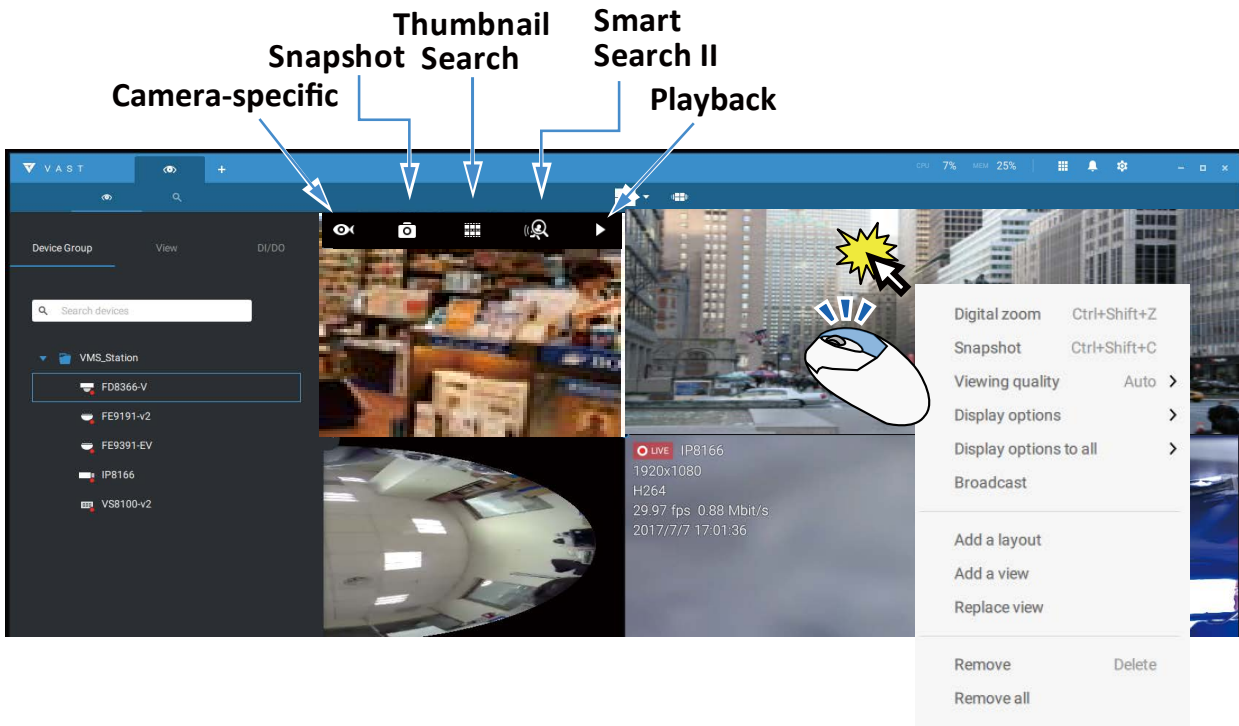 Thumbnail
Search
Smart
Search II
Snapshot
Camera-specific
Playback
VAST
+
CPU 7% MEM 25%
Device Group View DI/DO
Search devices
VMS_Station
FD8366-V
FE9191-v2
FE9391-EV
IP8166
VS8100-v2
LIVE IP8166
1920x1080
H264
29.97 fps 0.88 Mbit/s
2017/7/7 17:01:36
Digital zoom Ctrl+Shift+Z
Snapshot Ctrl+Shift+C
Viewing quality Auto
Display options
Display options to all
Broadcast
Add a layout
Add a view
Replace view
Remove Delete
Remove all